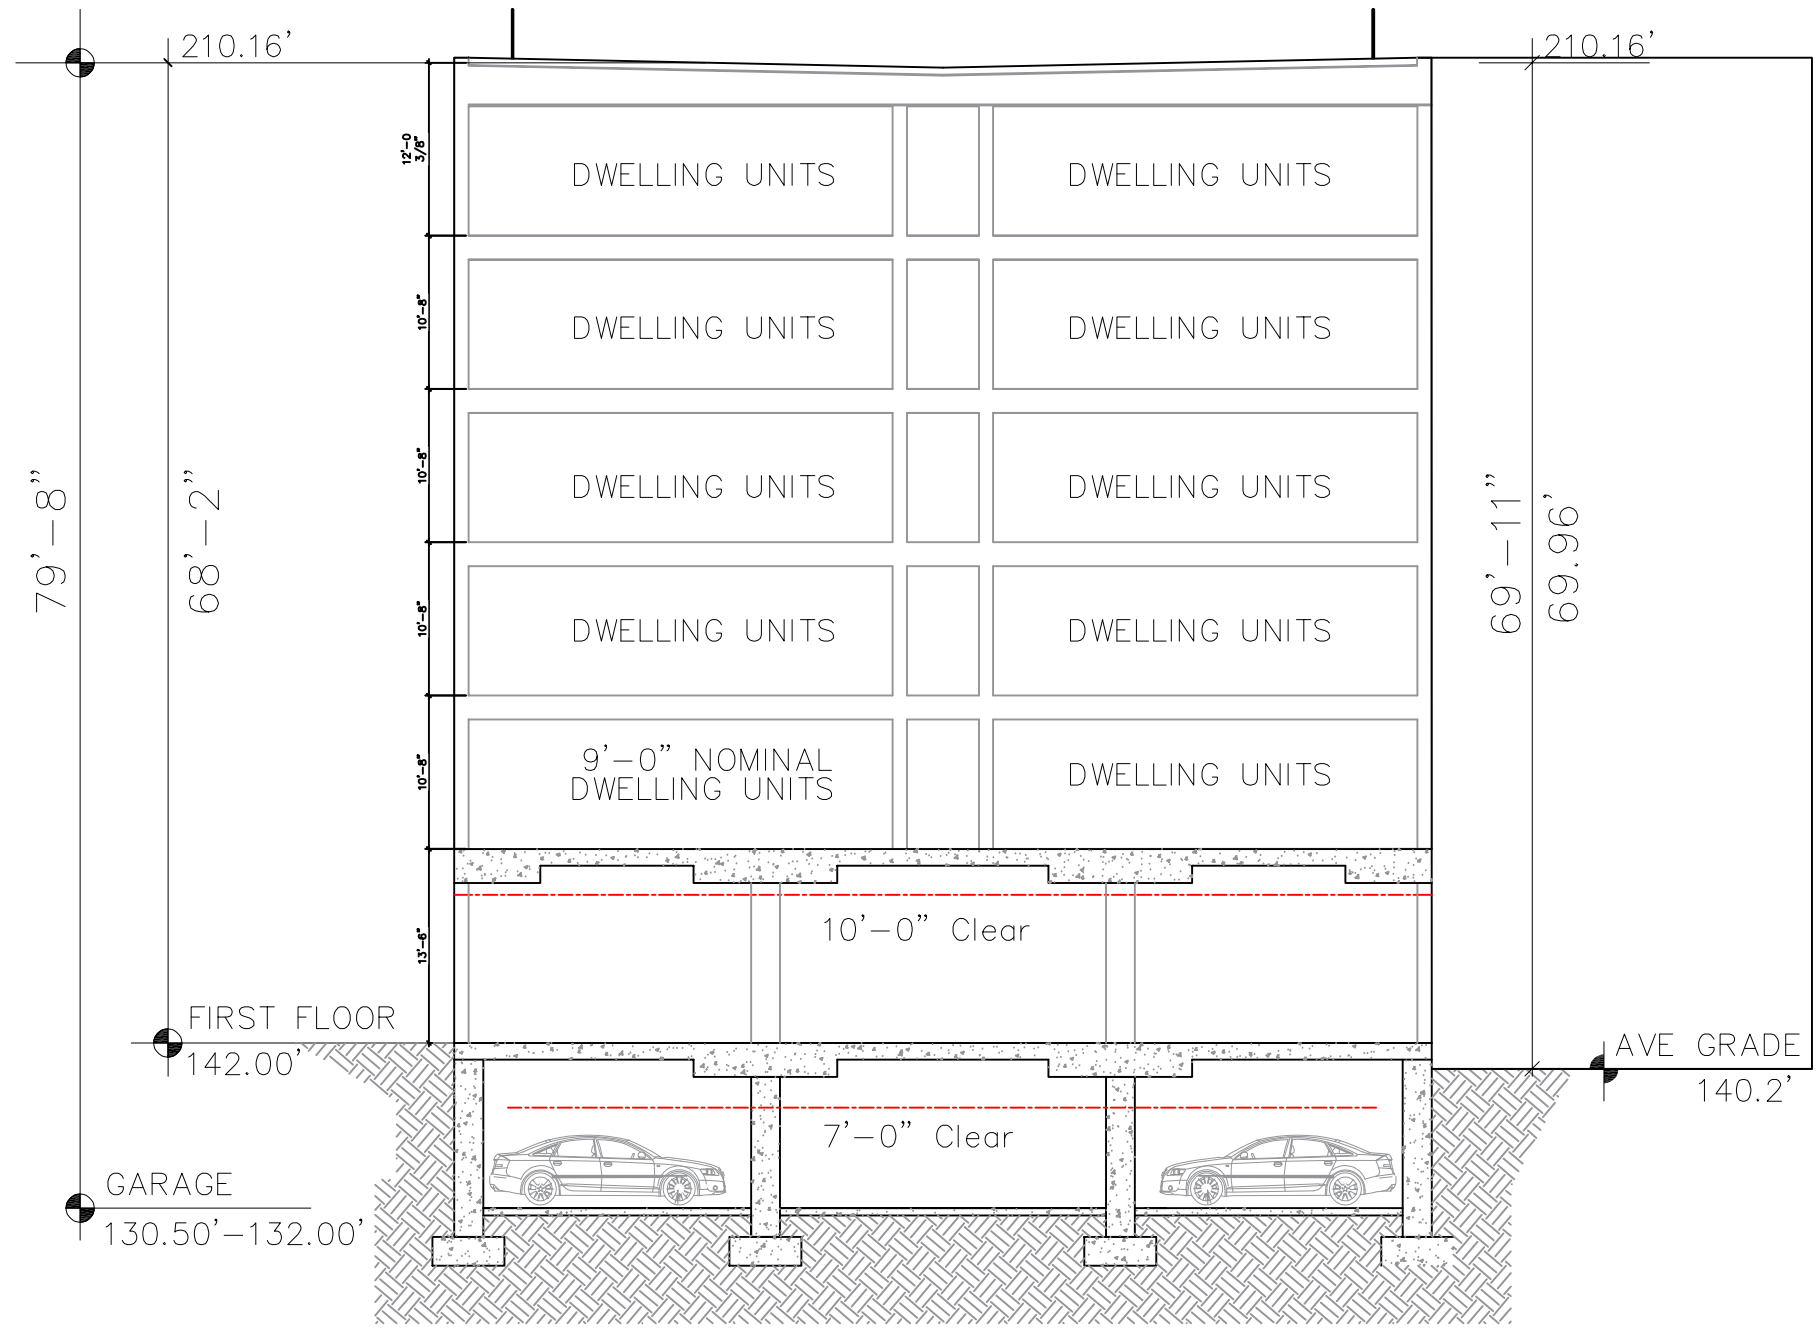 210.16'
210.16'
12'-0
3/8"
DWELLING UNITS
DWELLING UNITS
10'-8"
DWELLING UNITS
DWELLING UNITS
79'-8"
68'-2"
10'-8"
DWELLING UNITS
DWELLING UNITS
69'-11"
69.96'
10'-8"
DWELLING UNITS
DWELLING UNITS
10'-8"
9'-0" NOMINAL
DWELLING UNITS
DWELLING UNITS
13'-6"
10'-0" Clear
FIRST FLOOR
142.00'
AVE GRADE
140.2'
7'-0" Clear
GARAGE
130.50'-132.00'